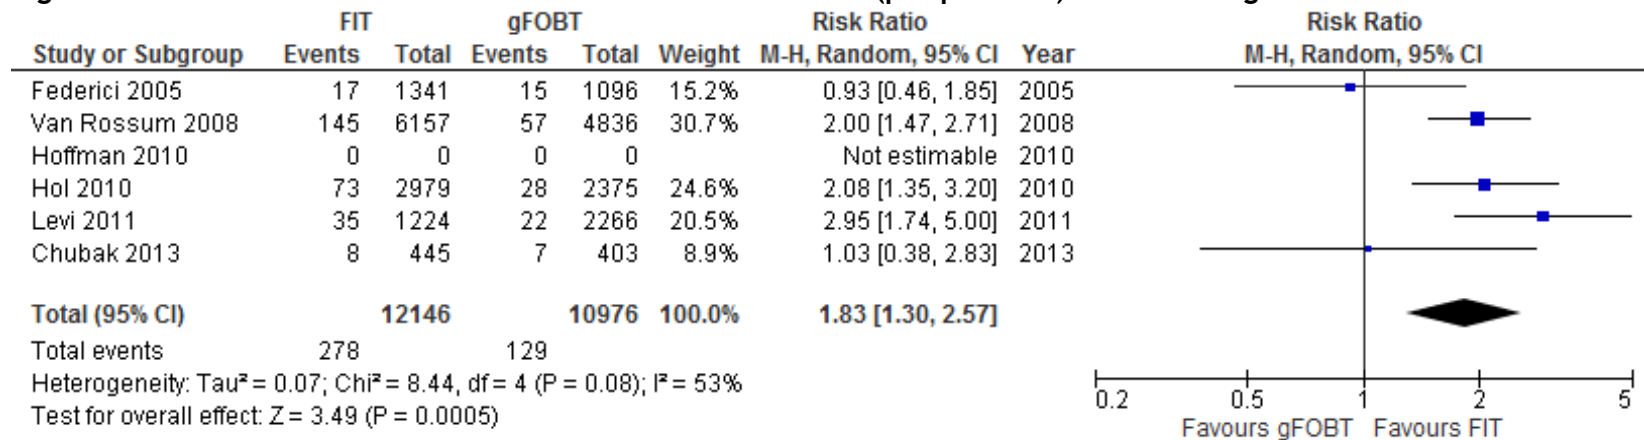 FIT gFOBT Risk Ratio Risk Ratio
Study or Subgroup Events Total Events Total Weight M-H, Random, 95% CI Year M-H, Random, 95% CI
Federici 2005 17 1341 15 1096 15.2% 0.93 [0.46, 1.85] 2005
Van Rossum 2008 145 6157 57 4836 30.7% 2.00 [1.47, 2.71] 2008
Hoffman 2010 0 0 0 0 Not estimable 2010
Hol 2010 73 2979 28 2375 24.6% 2.08 [1.35, 3.20] 2010
Levi 2011 35 1224 22 2266 20.5% 2.95 [1.74, 5.00] 2011
Chubak 2013 8 445 7 403 8.9% 1.03 [0.38, 2.83] 2013
Total (95% CI) 12146 10976 100.0% 1.83 [1.30, 2.57]
Total events 278 129
Heterogeneity: Tau² = 0.07; Chi² = 8.44, df = 4 (P = 0.08); I² = 53%
Test for overall effect: Z = 3.49 (P = 0.0005)
0.2 0.5 1 2 5
Favours gFOBT Favours FIT